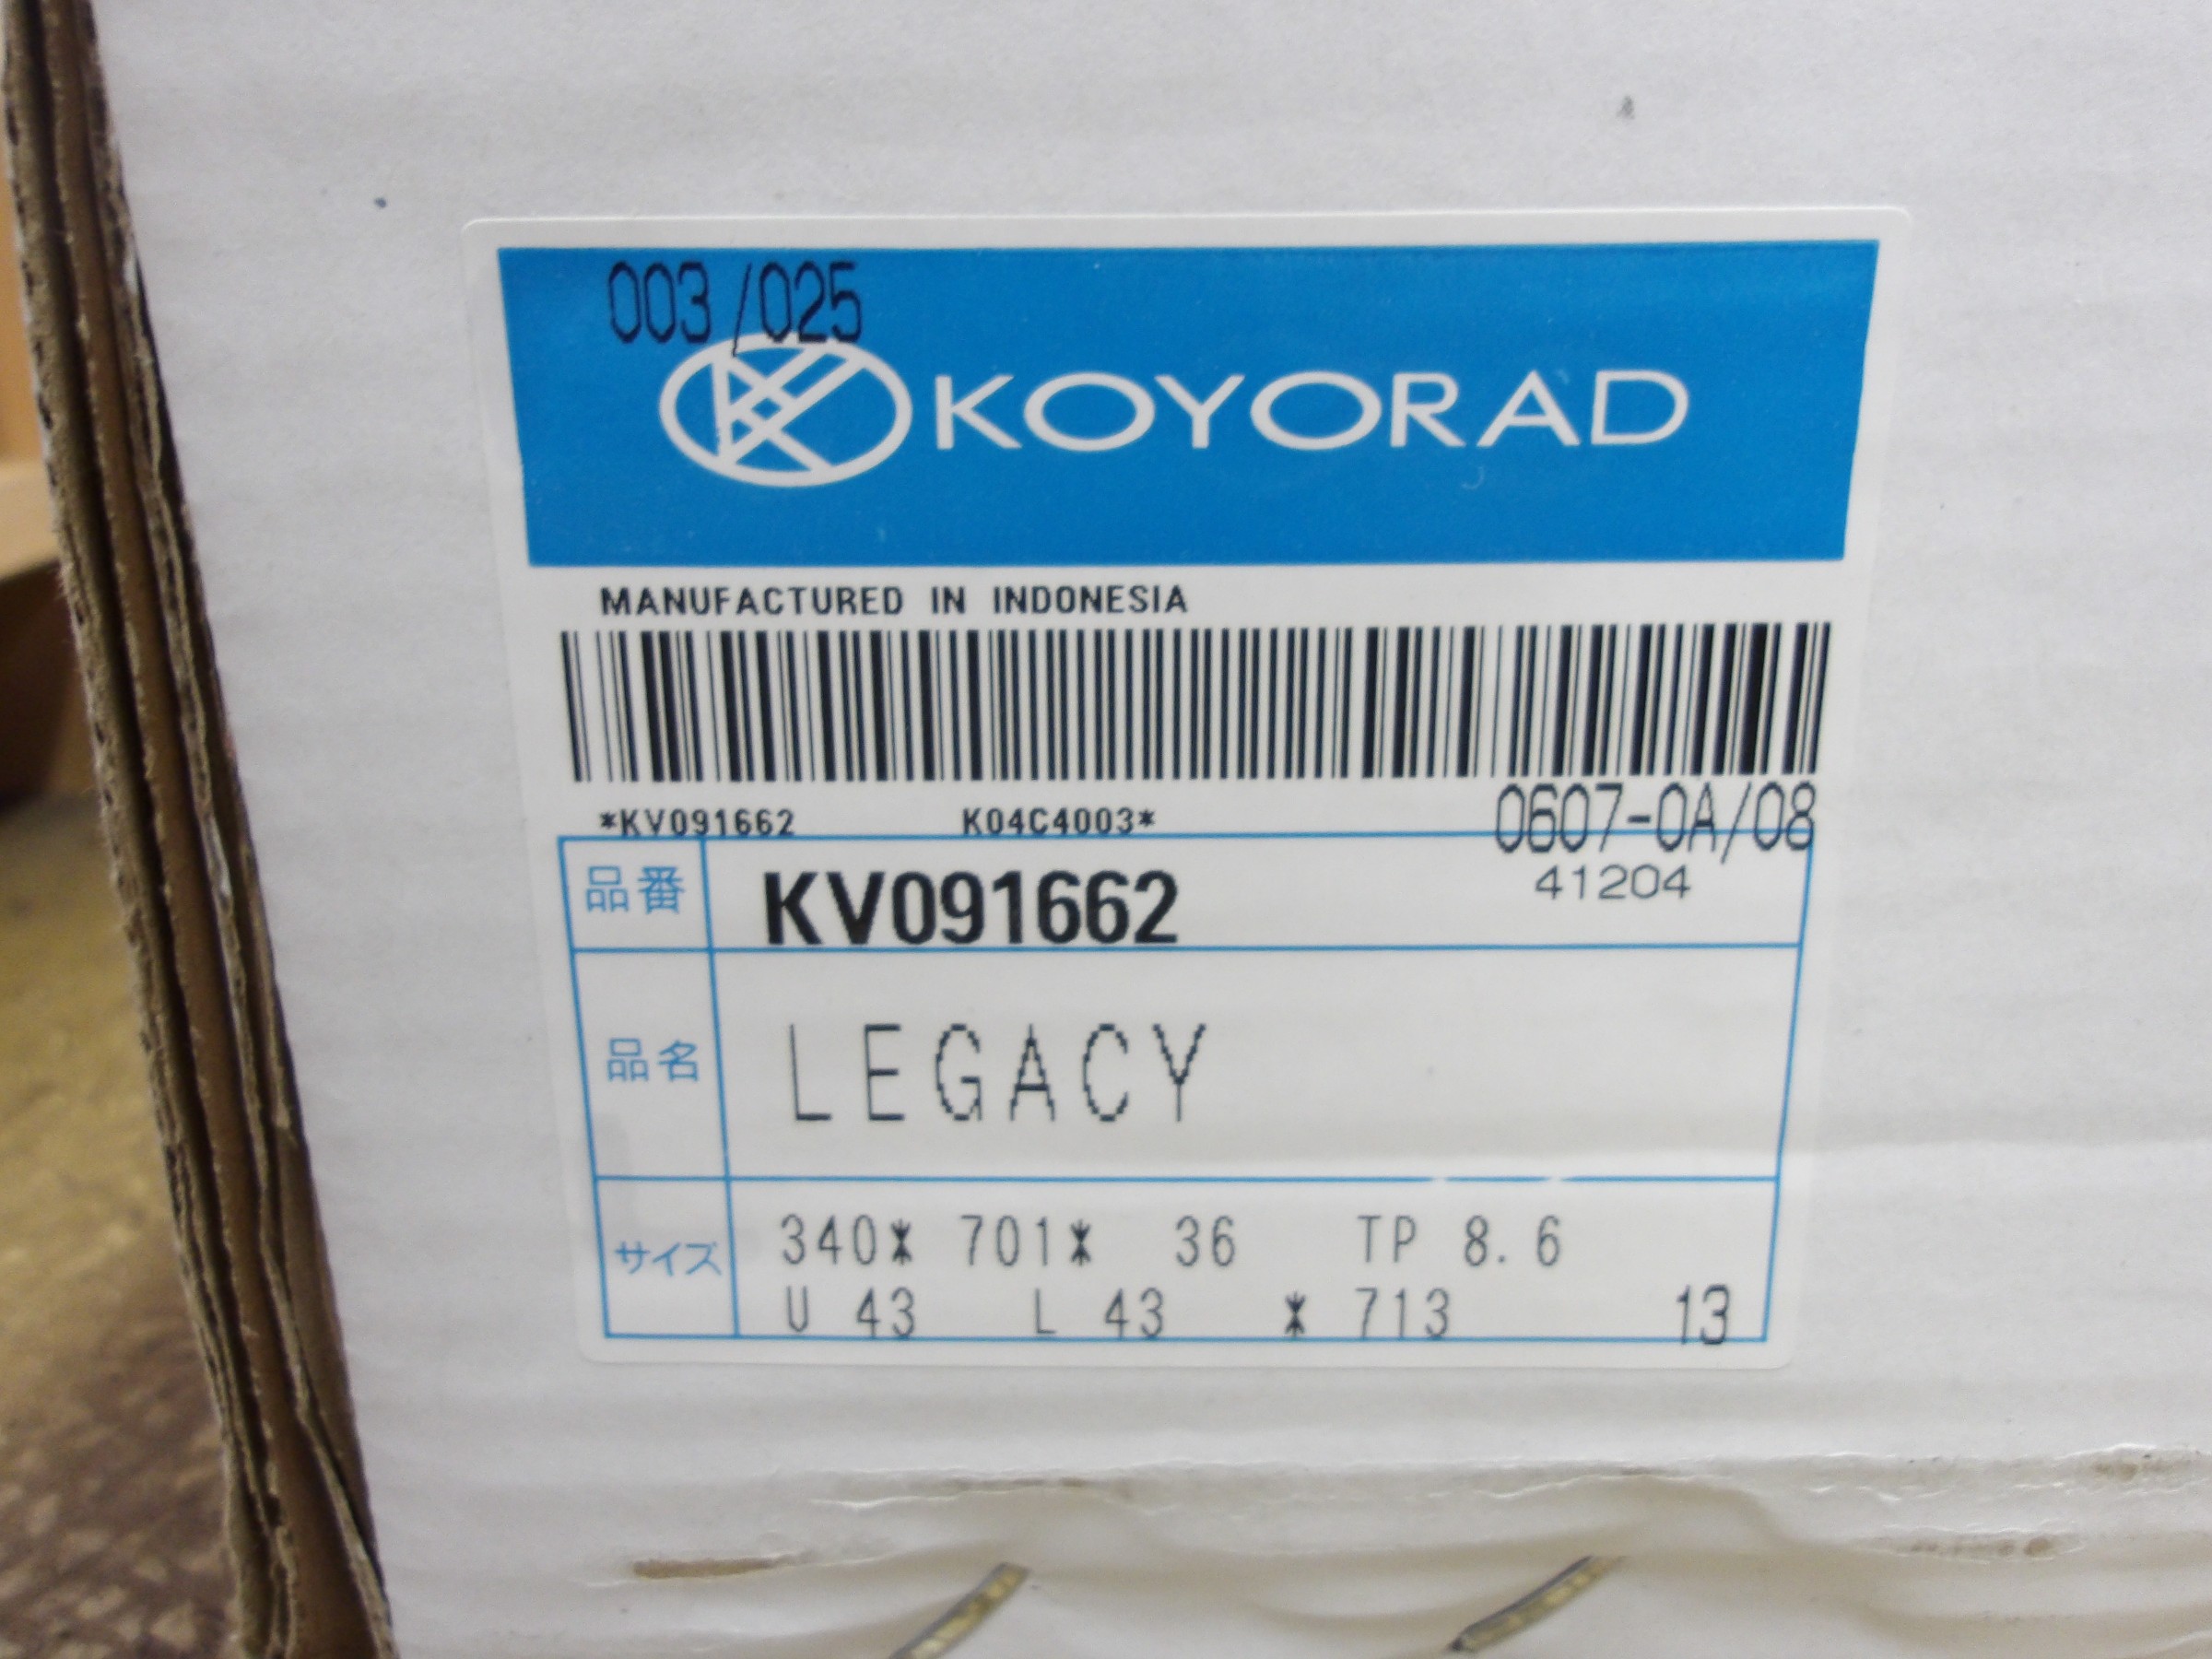 003/025
KOYORAD
MANUFACTURED IN INDONESIA
*KV091662 K04C4003*
0607-0A/08
品番 KV091662 41204
品名 LEGACY
サイズ 340* 701* 36 TP 8.6
U 43 L 43 * 713 13